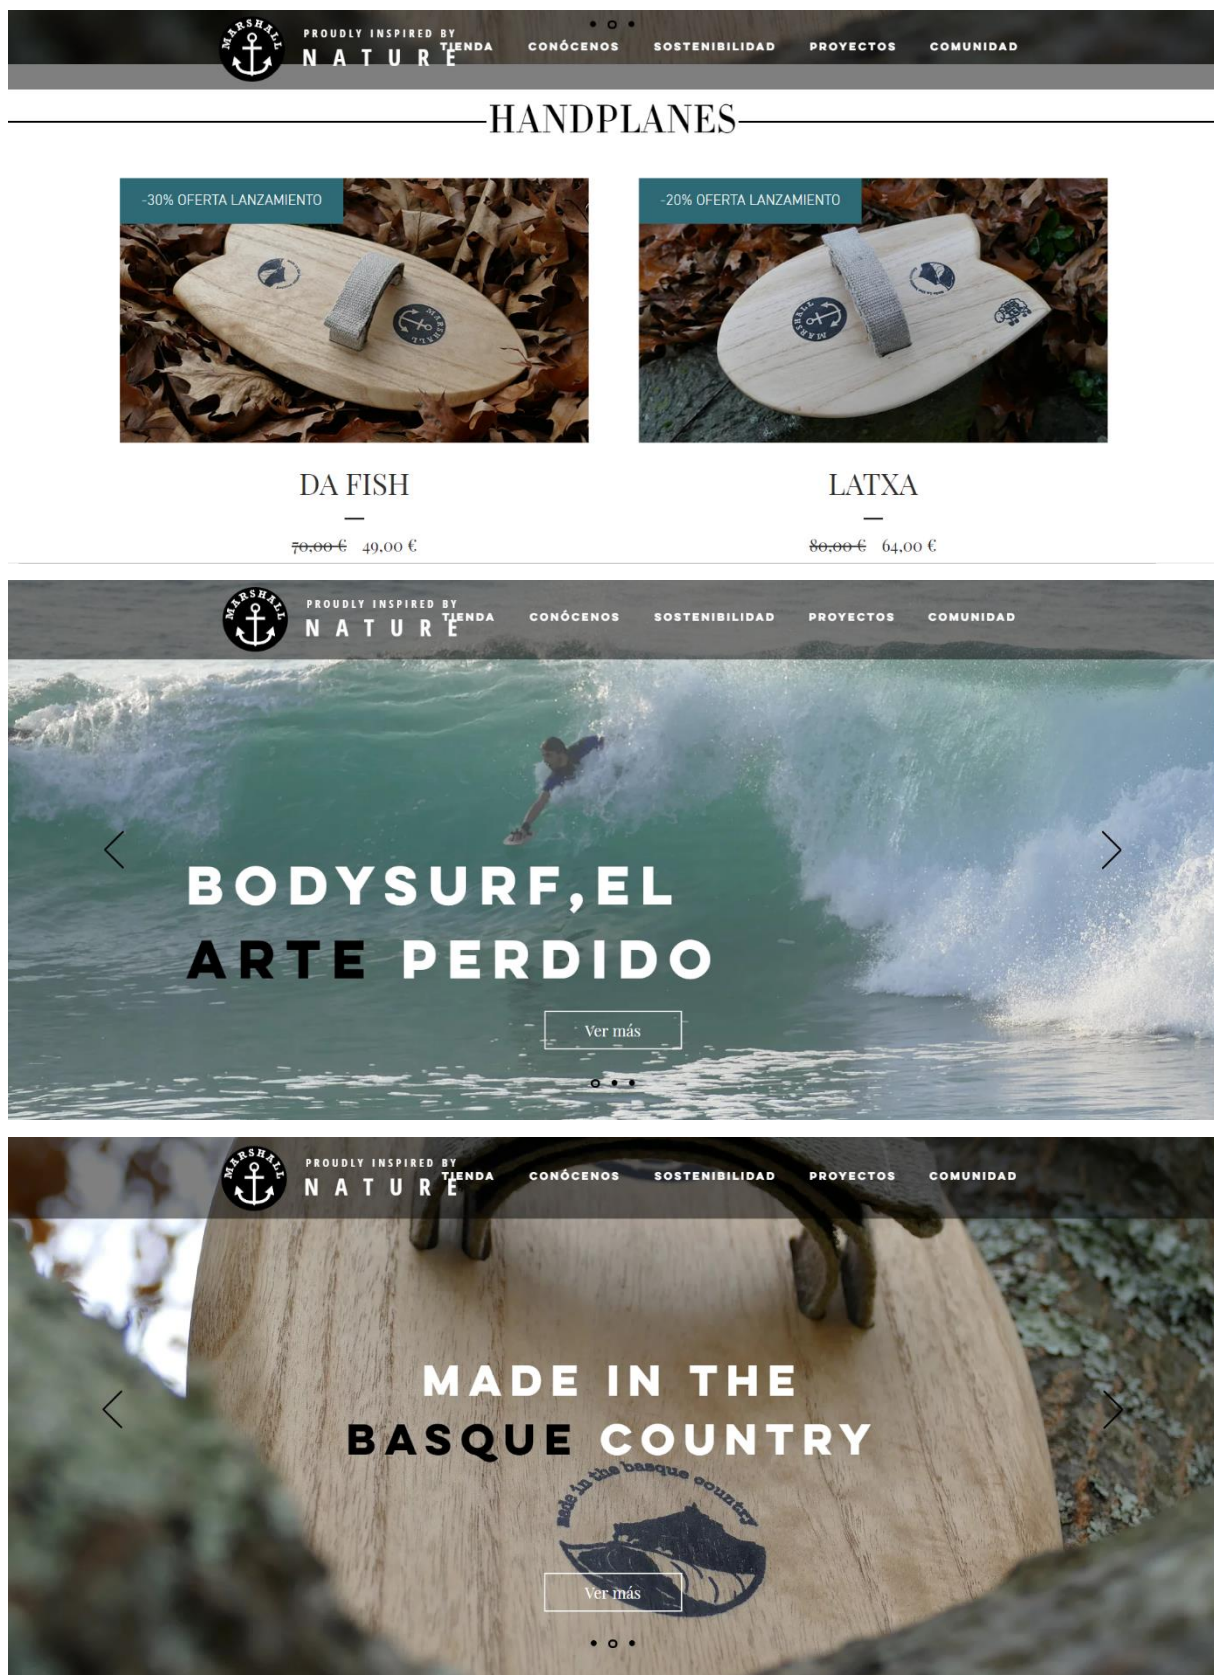 MARSHALL
PROUDLY INSPIRED BY
NATURE
TIENDA CONÓCENOS SOSTENIBILIDAD PROYECTOS COMUNIDAD
HANDPLANES
-30% OFERTA LANZAMIENTO
MARSHALL
-20% OFERTA LANZAMIENTO
MARSHALL
DA FISH
LATXA
70,00 € 49,00 €
80,00 € 64,00 €
MARSHALL
PROUDLY INSPIRED BY
NATURE
TIENDA CONÓCENOS SOSTENIBILIDAD PROYECTOS COMUNIDAD
BODYSURF,EL
ARTE PERDIDO
Ver más
MARSHALL
PROUDLY INSPIRED BY
NATURE
TIENDA CONÓCENOS SOSTENIBILIDAD PROYECTOS COMUNIDAD
MADE IN THE
BASQUE COUNTRY
made in the basque country
Ver más